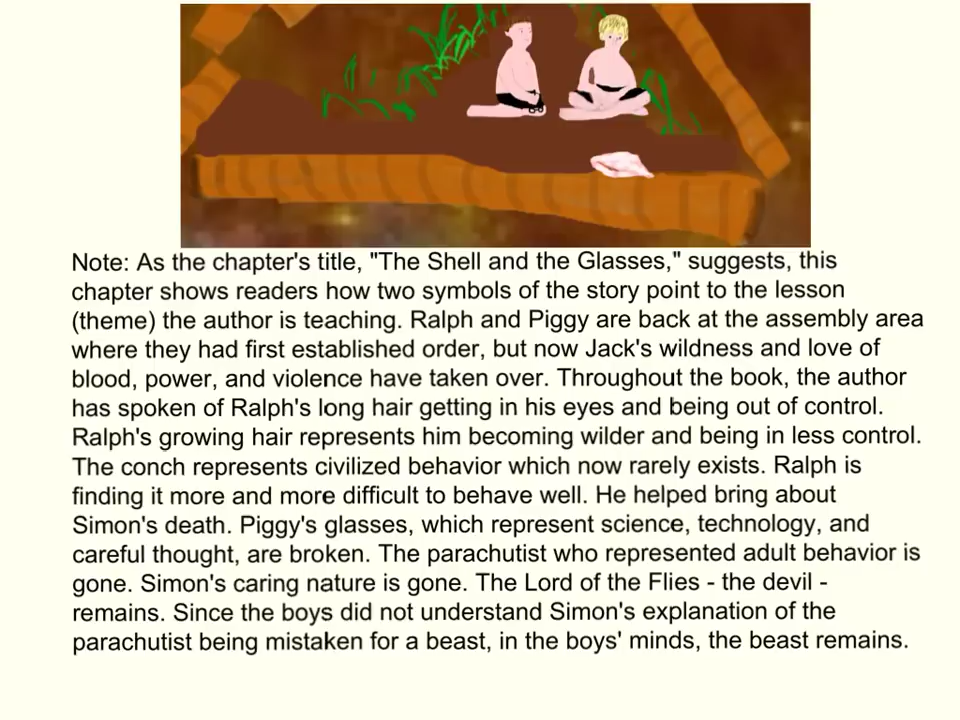 Note: As the chapter's title, "The Shell and the Glasses," suggests, this
chapter shows readers how two symbols of the story point to the lesson
(theme) the author is teaching. Ralph and Piggy are back at the assembly area
where they had first established order, but now Jack's wildness and love of
blood, power, and violence have taken over. Throughout the book, the author
has spoken of Ralph's long hair getting in his eyes and being out of control.
Ralph's growing hair represents him becoming wilder and being in less control.
The conch represents civilized behavior which now rarely exists. Ralph is
finding it more and more difficult to behave well. He helped bring about
Simon's death. Piggy's glasses, which represent science, technology, and
careful thought, are broken. The parachutist who represented adult behavior is
gone. Simon's caring nature is gone. The Lord of the Flies - the devil -
remains. Since the boys did not understand Simon's explanation of the
parachutist being mistaken for a beast, in the boys' minds, the beast remains.